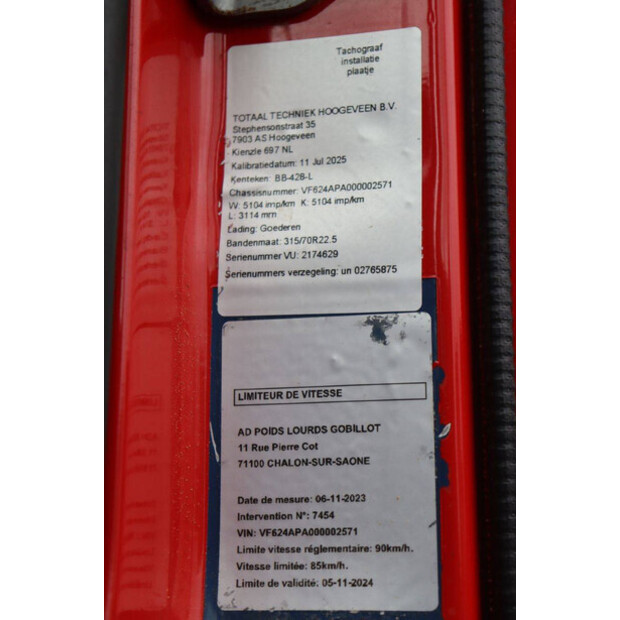 Tachograaf
installatie
plaatje
TOTAAL TECHNIEK HOOGEVEEN B.V.
Stephensonstraat 35
7903 AS Hoogeveen
Kienzle 697 NL
Kalibratiedatum: 11 Jul 2025
Kenteken: BB-428-L
Chassisnummer: VF624APA000002571
W: 5104 imp/km K: 5104 imp/km
L: 3114 mm
Lading: Goederen
Bandenmaat: 315/70R22.5
Serienummer VU: 2174629
Serienummers verzegeling: un 02765875
LIMITEUR DE VITESSE
AD POIDS LOURDS GOBILLOT
11 Rue Pierre Cot
71100 CHALON-SUR-SAONE
Date de mesure: 06-11-2023
Intervention N°: 7454
VIN: VF624APA000002571
Limite vitesse réglementaire: 90km/h.
Vitesse limitée: 85km/h.
Limite de validité: 05-11-2024